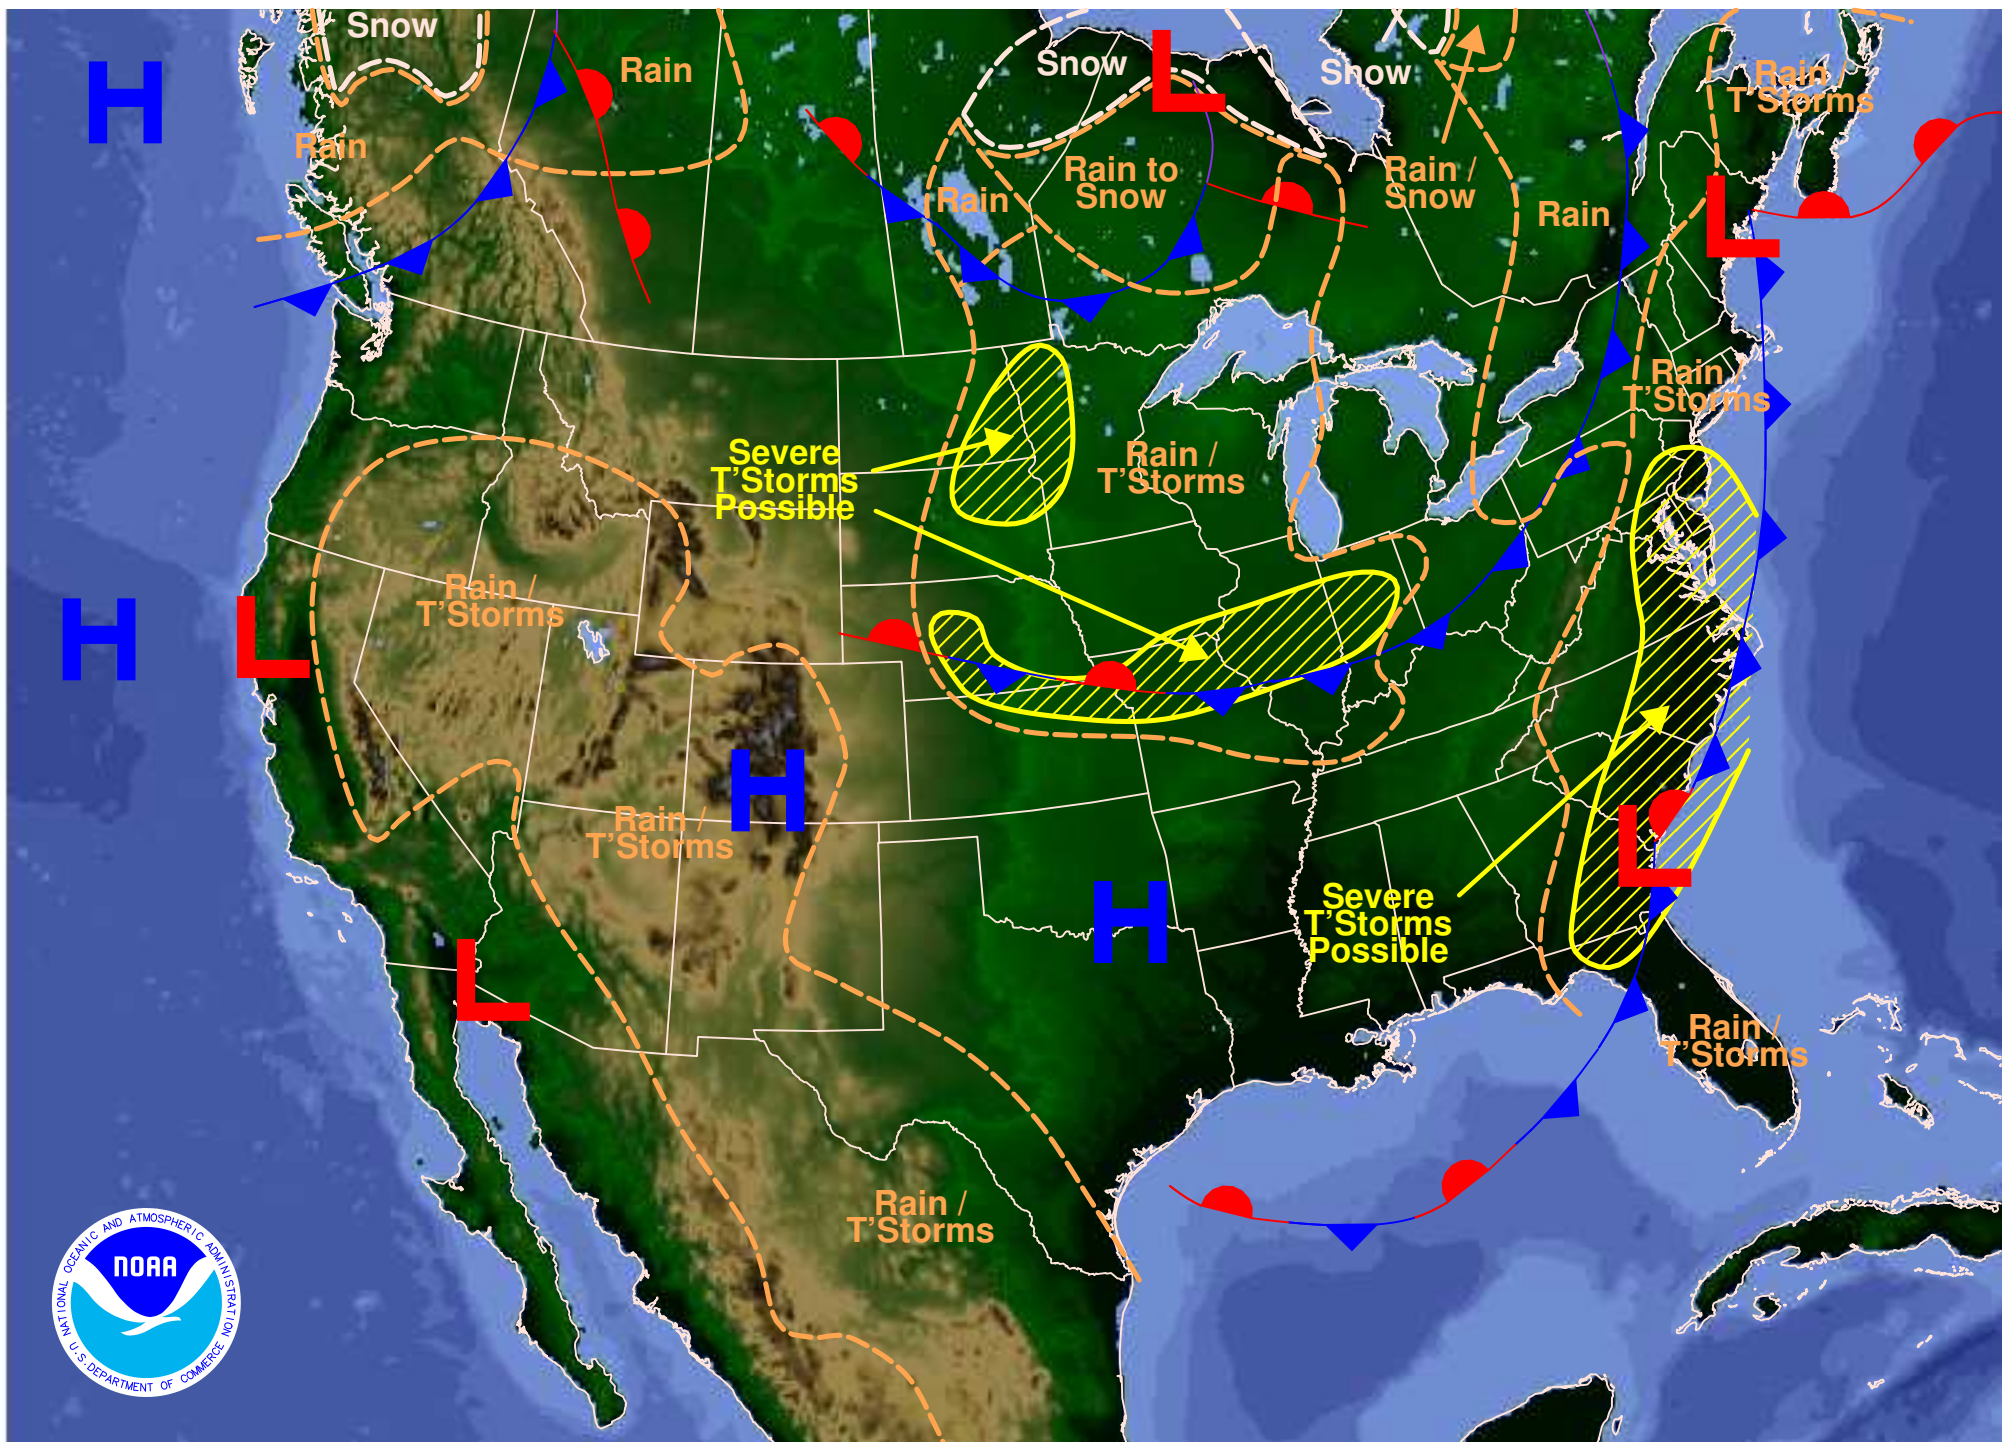 Snow
Rain
Rain
H
Snow
L
Snow
Rain /
T'Storms
Rain
Rain to
Snow
Rain /
Snow
Rain
L
Rain /
T'Storms
Severe
T'Storms
Possible
Rain /
T'Storms
Rain /
T'Storms
H
L
H
Rain /
T'Storms
L
H
Severe
T'Storms
Possible
L
Rain /
T'Storms
Rain /
T'Storms
NATIONAL OCEANIC AND ATMOSPHERIC ADMINISTRATION
NOAA
U.S. DEPARTMENT OF COMMERCE